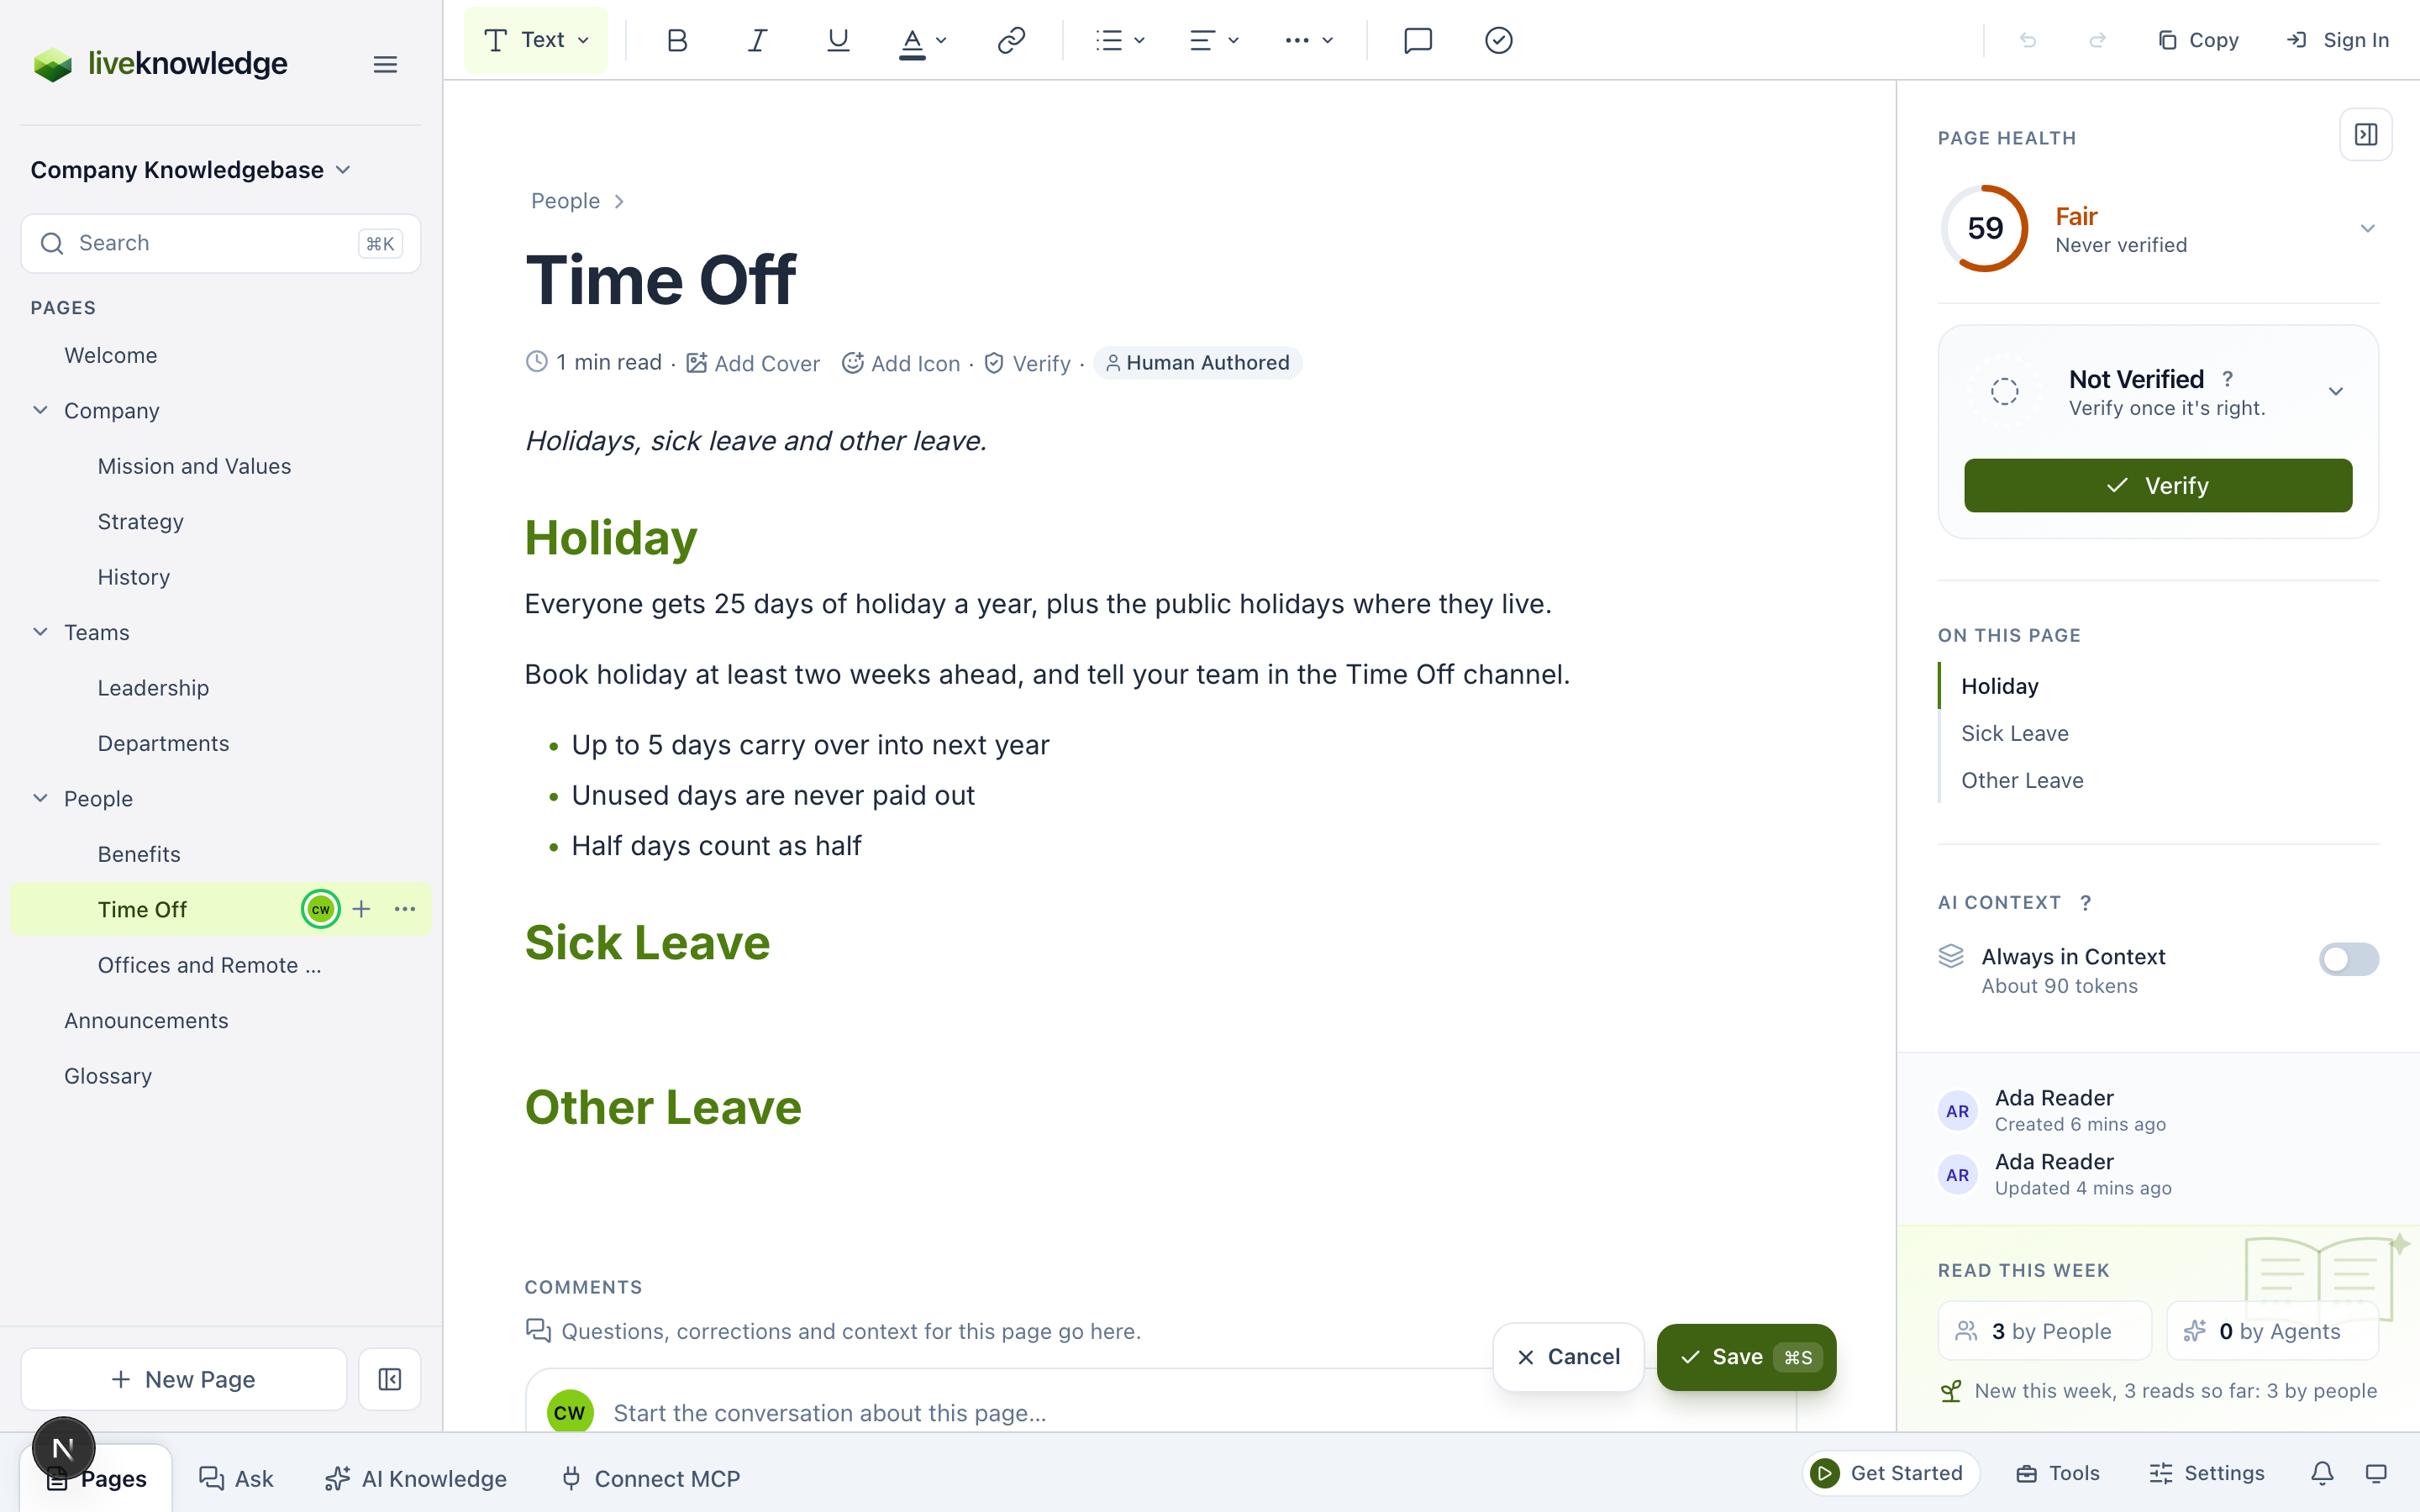 liveknowledge
Company Knowledgebase
Search ⌘K
PAGES
Welcome
Company
Mission and Values
Strategy
History
Teams
Leadership
Departments
People
Benefits
Time Off CW
Offices and Remote ...
Announcements
Glossary
New Page
Text
B I U A
Copy
Sign In
People
Time Off
1 min read · Add Cover Add Icon · Verify · Human Authored
Holidays, sick leave and other leave.
Holiday
Everyone gets 25 days of holiday a year, plus the public holidays where they live.
Book holiday at least two weeks ahead, and tell your team in the Time Off channel.
• Up to 5 days carry over into next year
• Unused days are never paid out
• Half days count as half
Sick Leave
Other Leave
COMMENTS
Questions, corrections and context for this page go here.
CW Start the conversation about this page...
Cancel
Save ⌘S
PAGE HEALTH
59
Fair
Never verified
Not Verified ?
Verify once it's right.
Verify
ON THIS PAGE
Holiday
Sick Leave
Other Leave
AI CONTEXT ?
Always in Context
About 90 tokens
AR Ada Reader
Created 6 mins ago
AR Ada Reader
Updated 4 mins ago
READ THIS WEEK
3 by People
0 by Agents
New this week, 3 reads so far: 3 by people
N
Pages
Ask
AI Knowledge
Connect MCP
Get Started
Tools
Settings